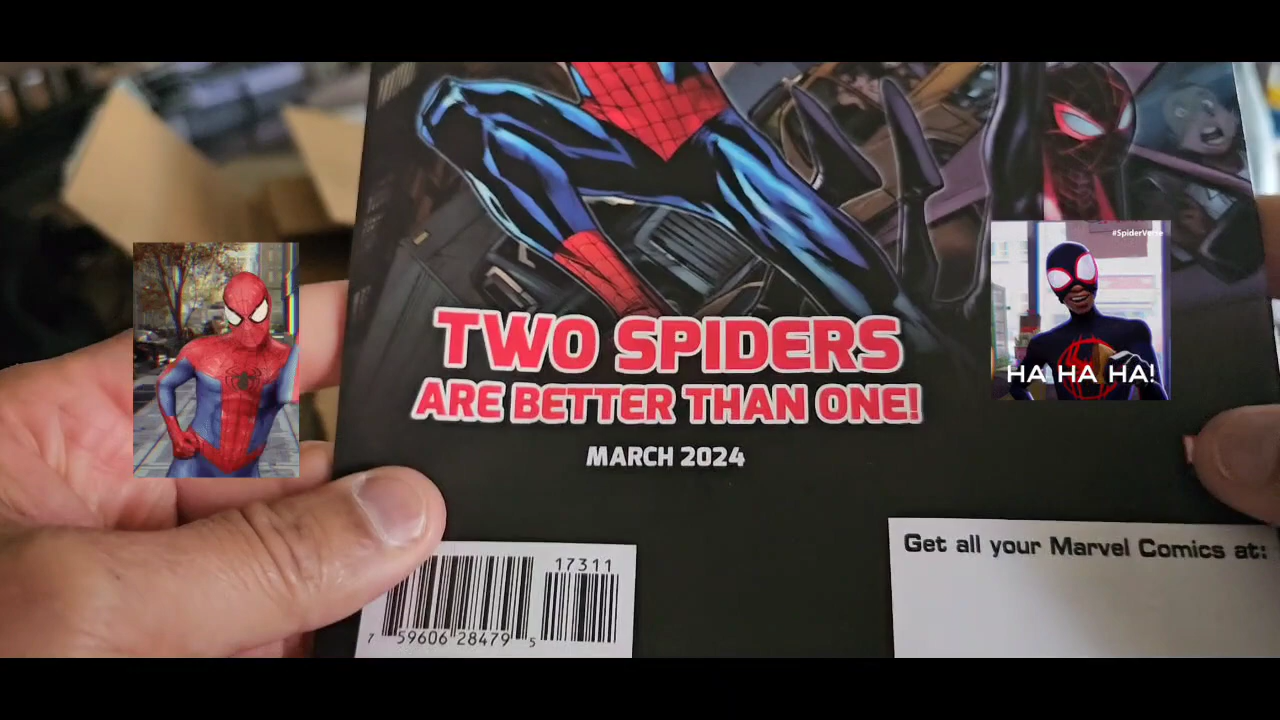 #SpiderVerse
HA HA HA!
TWO SPIDERS
ARE BETTER THAN ONE!
MARCH 2024
Get all your Marvel Comics at:
17311
7 59606 28479 5